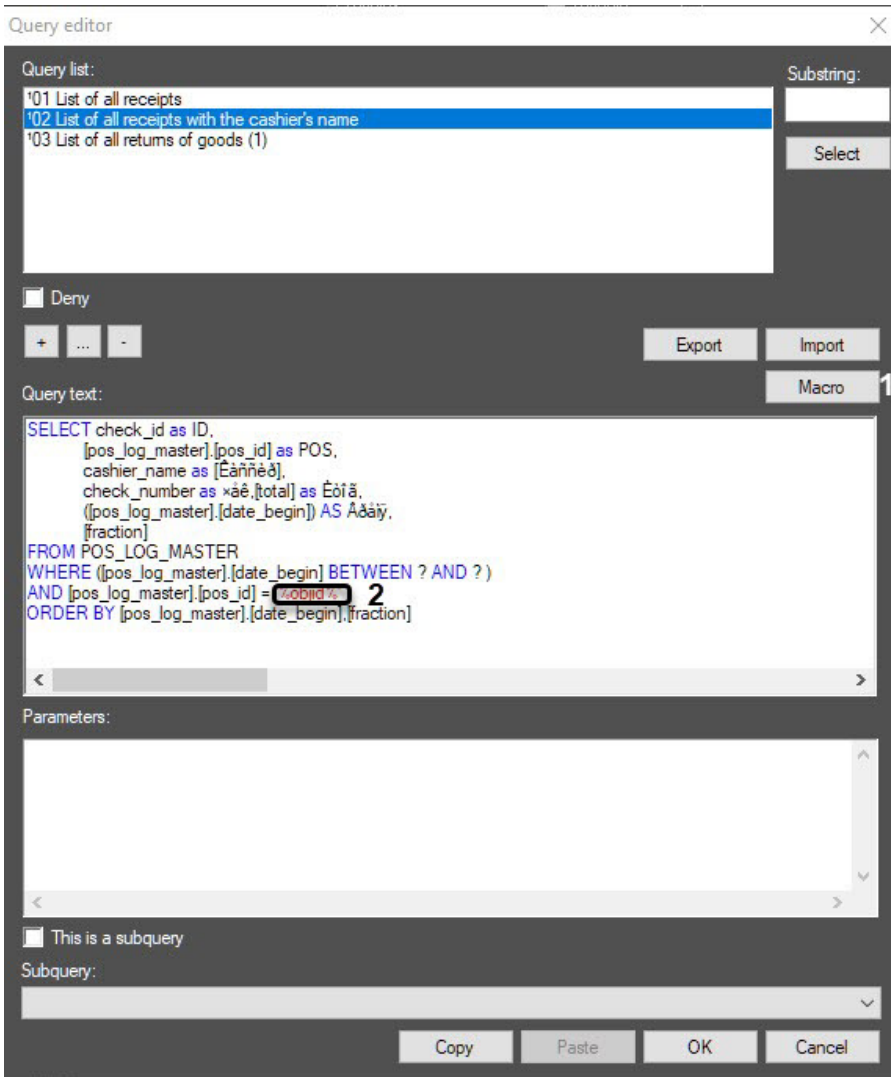 Query editor
Query list:
Substring:
¹01 List of all receipts
¹02 List of all receipts with the cashier's name
¹03 List of all returns of goods (1)
Select
Deny
+ ... -
Export Import
Macro 1
Query text:
SELECT check_id as ID,
[pos_log_master].[pos_id] as POS,
cashier_name as [Êàññèð],
check_number as ×åê,[total] as Èòîã,
([pos_log_master].[date_begin]) AS Âðåìÿ,
[fraction]
FROM POS_LOG_MASTER
WHERE ([pos_log_master].[date_begin] BETWEEN ? AND ? )
AND [pos_log_master].[pos_id] = %objid% 2
ORDER BY [pos_log_master].[date_begin],[fraction]
Parameters:
This is a subquery
Subquery:
Copy Paste OK Cancel